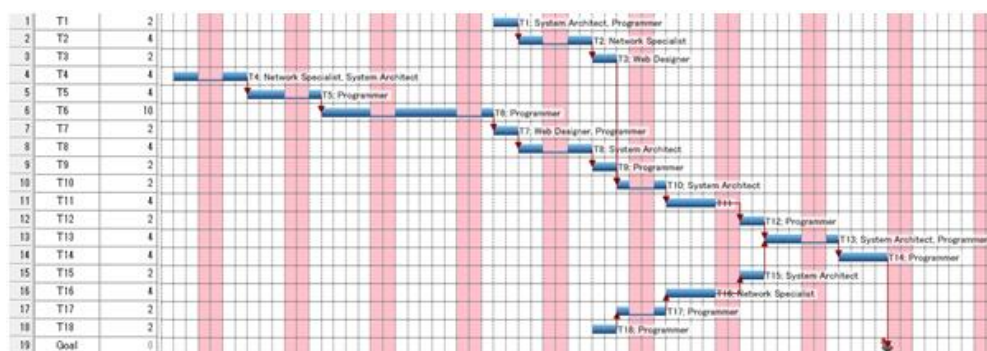 1 T1 2 T1; System Architect, Programmer
2 T2 4 T2; Network Specialist
3 T3 2 T3; Web Designer
4 T4 4 T4; Network Specialist, System Architect
5 T5 4 T5; Programmer
6 T6 10 T6; Programmer
7 T7 2 T7; Web Designer, Programmer
8 T8 4 T8; System Architect
9 T9 2 T9; Programmer
10 T10 2 T10; System Architect
11 T11 4 T11
12 T12 2 T12; Programmer
13 T13 4 T13; System Architect, Programmer
14 T14 4 T14; Programmer
15 T15 2 T15; System Architect
16 T16 4 T16; Network Specialist
17 T17 2 T17; Programmer
18 T18 2 T18; Programmer
19 Goal 0